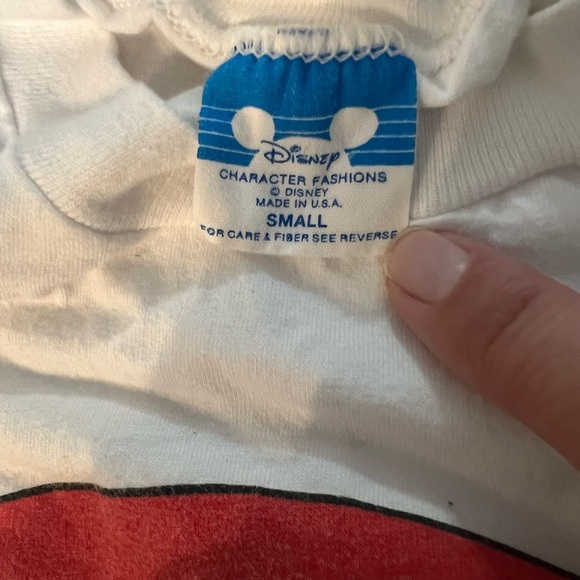 Disney
CHARACTER FASHIONS
© DISNEY
MADE IN U.S.A.
SMALL
FOR CARE & FIBER SEE REVERSE